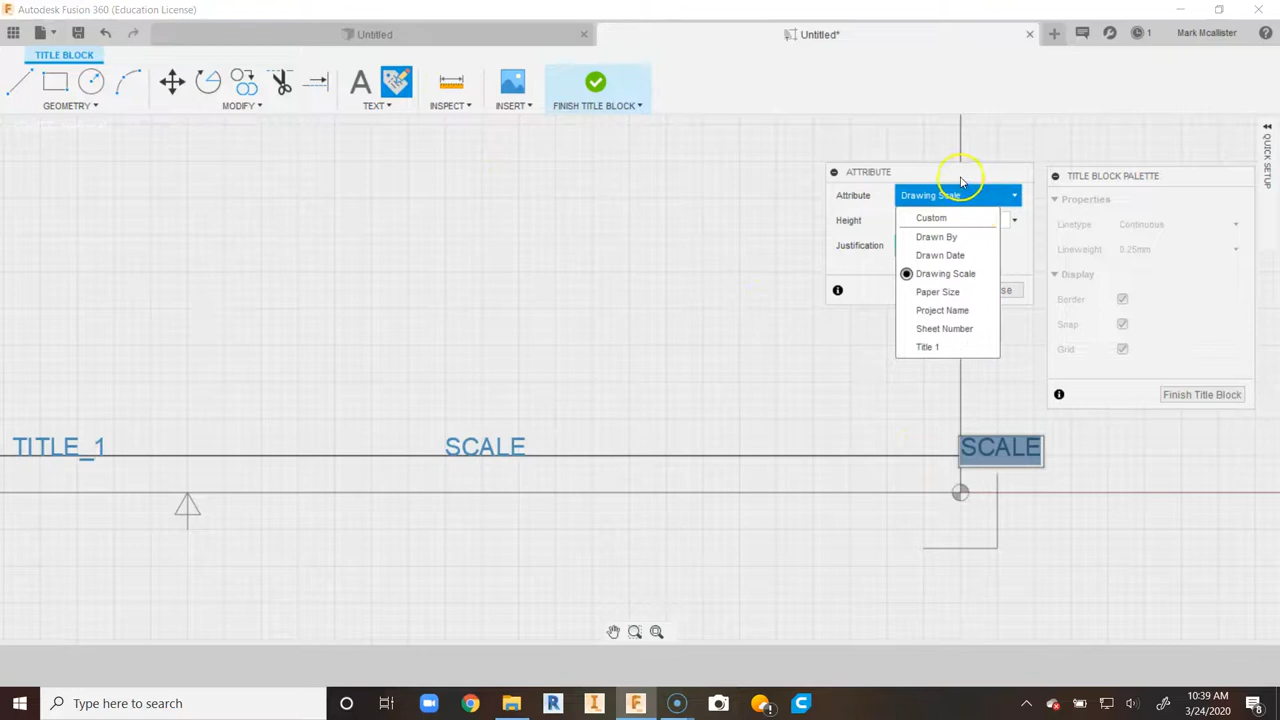 Autodesk Fusion 360 (Education License)
Untitled
Untitled*
1
Mark Mcallister
TITLE BLOCK
GEOMETRY
MODIFY
TEXT
INSPECT
INSERT
FINISH TITLE BLOCK
QUICK SETUP
ATTRIBUTE
Attribute
Drawing Scale
Height
Justification
Custom
Drawn By
Drawn Date
Drawing Scale
Paper Size
Project Name
Sheet Number
Title 1
se
TITLE BLOCK PALETTE
Properties
Linetype Continuous
Lineweight 0.25mm
Display
Border
Snap
Grid
Finish Title Block
TITLE_1
SCALE
SCALE
Type here to search
10:39 AM
3/24/2020
8